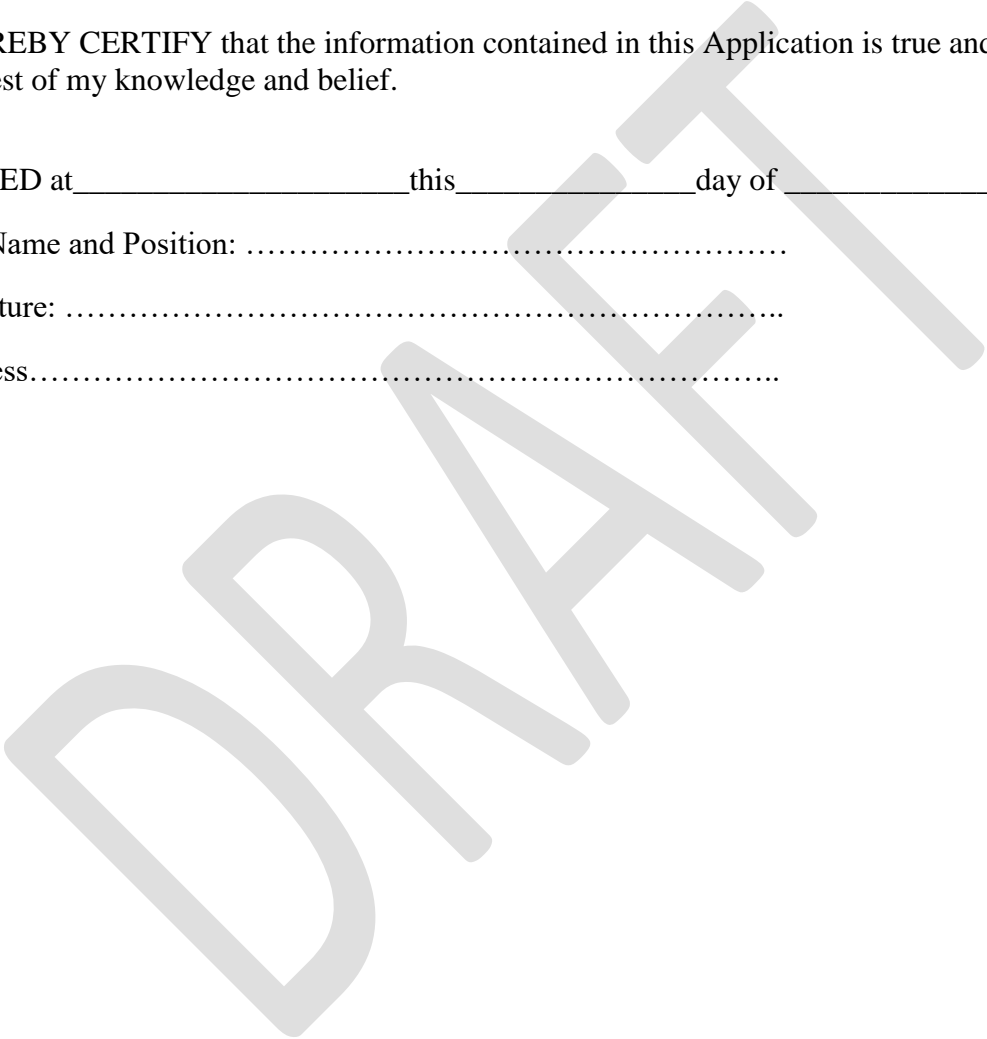 REBY CERTIFY that the information contained in this Application is true and
est of my knowledge and belief.
ED at_____________________this_______________day of _____________
Name and Position: ……………………………………………
ture: …………………………………………………………..
ess……………………………………………………………..
DRAFT